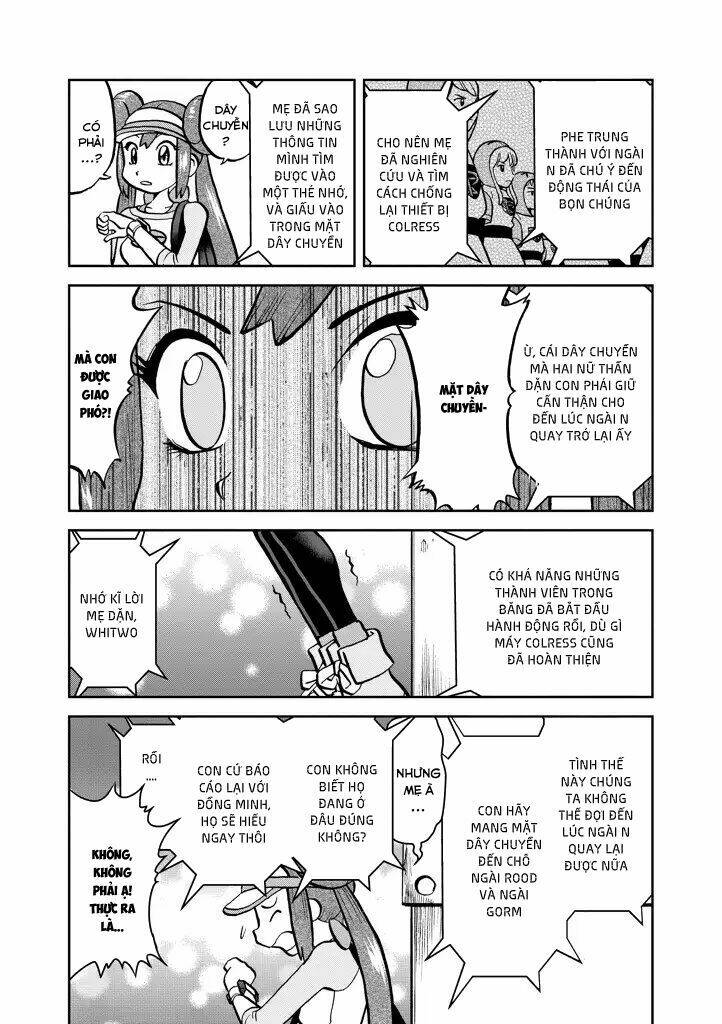 PHE TRUNG
THÀNH VỚI NGÀI
N ĐÃ CHÚ Ý ĐẾN
ĐỘNG THÁI CỦA
BỌN CHÚNG
CHO NÊN MẸ
ĐÃ NGHIÊN
CỨU VÀ TÌM
CÁCH CHỐNG
LẠI THIẾT BỊ
COLRESS
MẸ ĐÃ SAO
LƯU NHỮNG
THÔNG TIN
MÌNH TÌM
ĐƯỢC VÀO
MỘT THẺ NHỚ,
VÀ GIẤU VÀO
TRONG MẶT
DÂY CHUYỀN
DÂY
CHUYỀN
?
CÓ
PHẢI
...?
Ừ, CÁI DÂY CHUYỀN
MÀ HAI NỮ THẦN
DẶN CON PHẢI GIỮ
CẨN THẬN CHO
ĐẾN LÚC NGÀI N
QUAY TRỞ LẠI ẤY
MẶT DÂY
CHUYỀN-
MÀ CON
ĐƯỢC
GIAO
PHÓ?!
CÓ KHẢ NĂNG NHỮNG
THÀNH VIÊN TRONG
BĂNG ĐÃ BẮT ĐẦU
HÀNH ĐỘNG RỒI, DÙ GÌ
MÁY COLRESS CŨNG
ĐÃ HOÀN THIỆN
NHỚ KĨ LỜI
MẸ DẶN,
WHITWO
TÌNH THẾ
NÀY CHÚNG
TA KHÔNG
THỂ ĐỢI ĐẾN
LÚC NGÀI N
QUAY LẠI
ĐƯỢC NỮA
CON HÃY
MANG MẶT
DÂY CHUYỀN
ĐẾN CHỖ
NGÀI ROOD
VÀ NGÀI
GORM
NHƯNG
MẸ À
...
CON KHÔNG
BIẾT HỌ
ĐANG Ở
ĐÂU ĐÚNG
KHÔNG?
CON CỨ BÁO
CÁO LẠI VỚI
ĐỒNG MINH,
HỌ SẼ HIỂU
NGAY THÔI
RỒI
....
KHÔNG,
KHÔNG
PHẢI Ạ!
THỰC RA
LÀ...